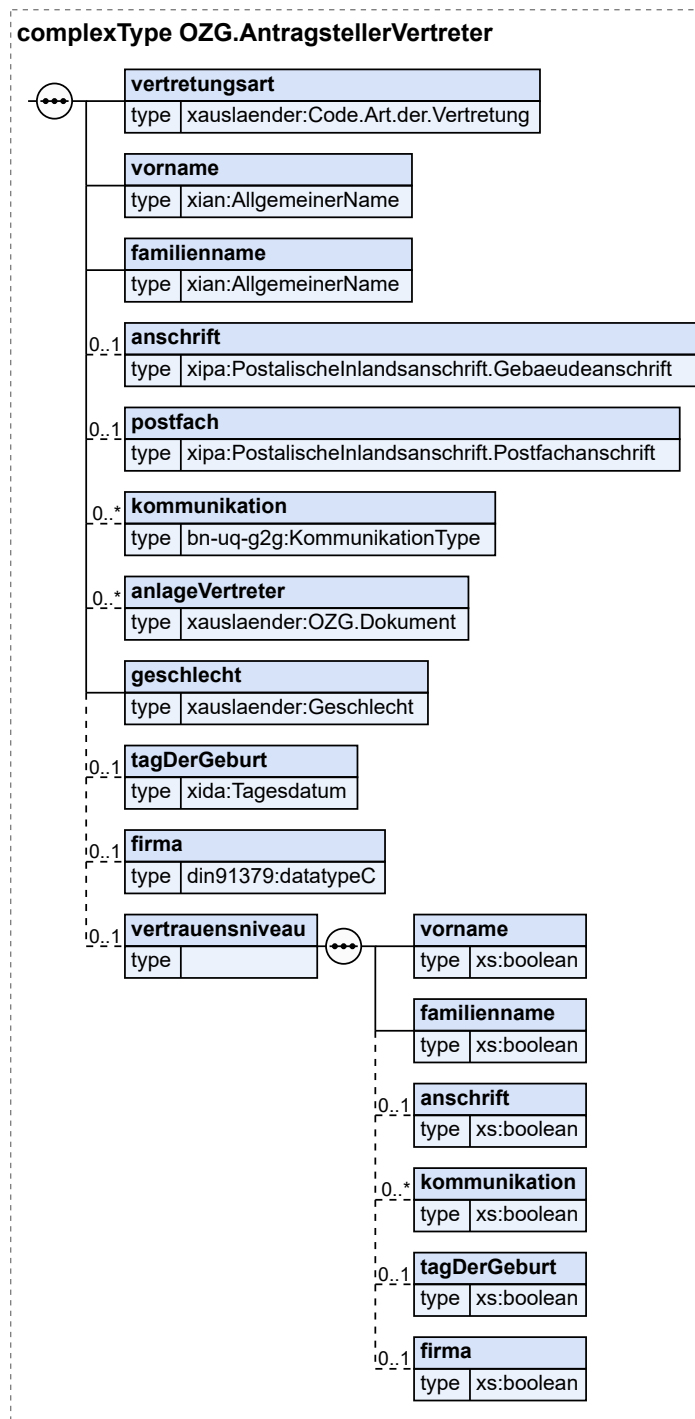 complexType OZG.AntragstellerVertreter
vertretungsart
type xauslaender:Code.Art.der.Vertretung
vorname
type xian:AllgemeinerName
familienname
type xian:AllgemeinerName
0..1 anschrift
type xipa:PostalischeInlandsanschrift.Gebaeudeanschrift
0..1 postfach
type xipa:PostalischeInlandsanschrift.Postfachanschrift
0..* kommunikation
type bn-uq-g2g:KommunikationType
0..* anlageVertreter
type xauslaender:OZG.Dokument
geschlecht
type xauslaender:Geschlecht
0..1 tagDerGeburt
type xida:Tagesdatum
0..1 firma
type din91379:datatypeC
0..1 vertrauensniveau
type
vorname
type xs:boolean
familienname
type xs:boolean
0..1 anschrift
type xs:boolean
0..* kommunikation
type xs:boolean
0..1 tagDerGeburt
type xs:boolean
0..1 firma
type xs:boolean